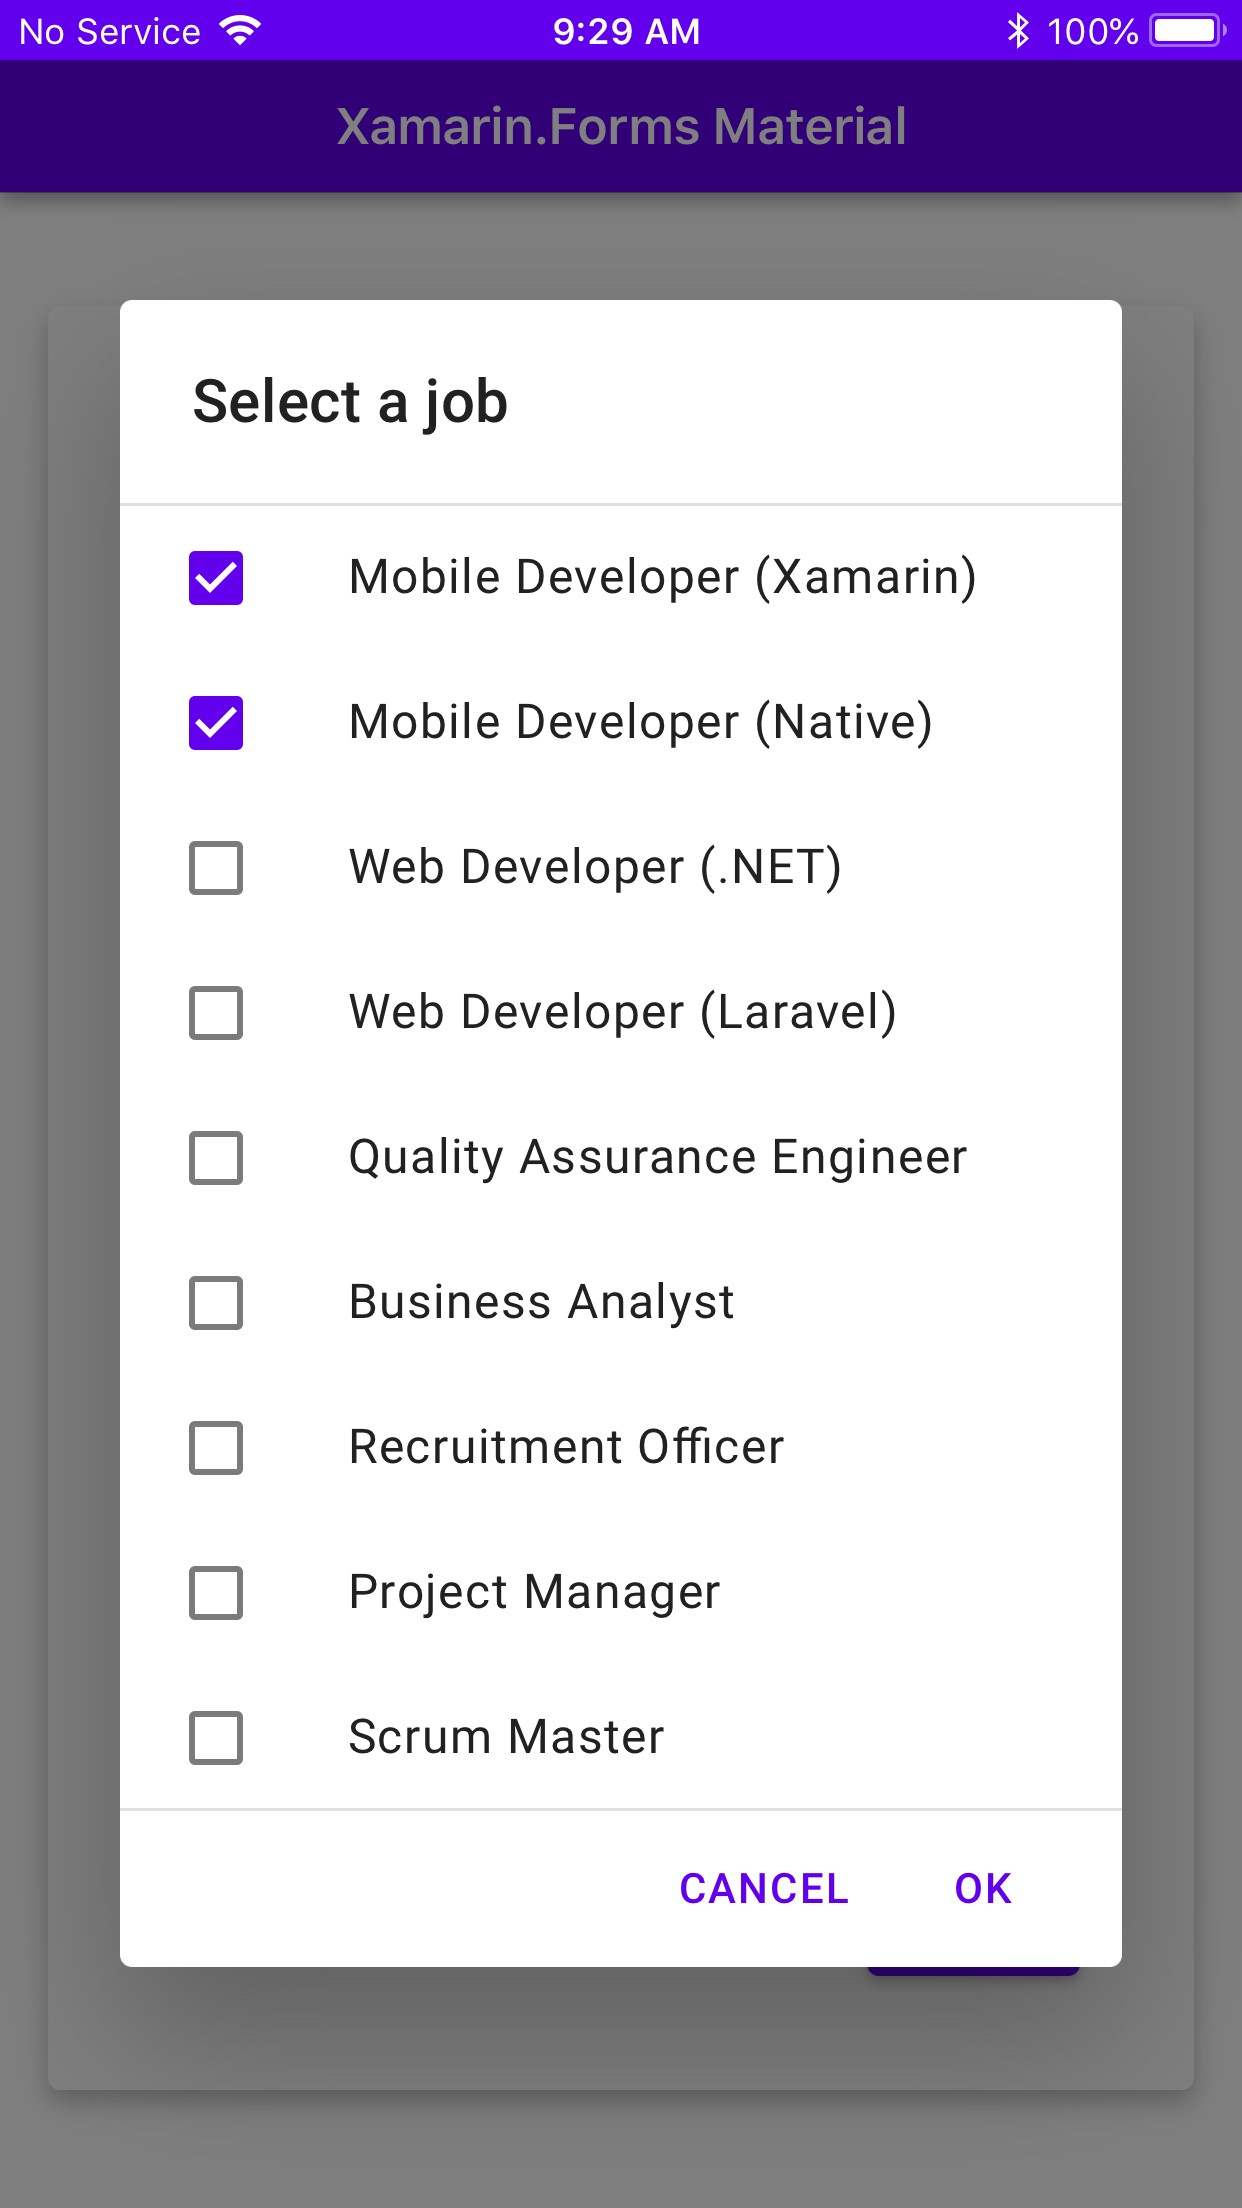 No Service 9:29 AM 100%
Xamarin.Forms Material
Select a job
Mobile Developer (Xamarin)
Mobile Developer (Native)
Web Developer (.NET)
Web Developer (Laravel)
Quality Assurance Engineer
Business Analyst
Recruitment Officer
Project Manager
Scrum Master
CANCEL OK